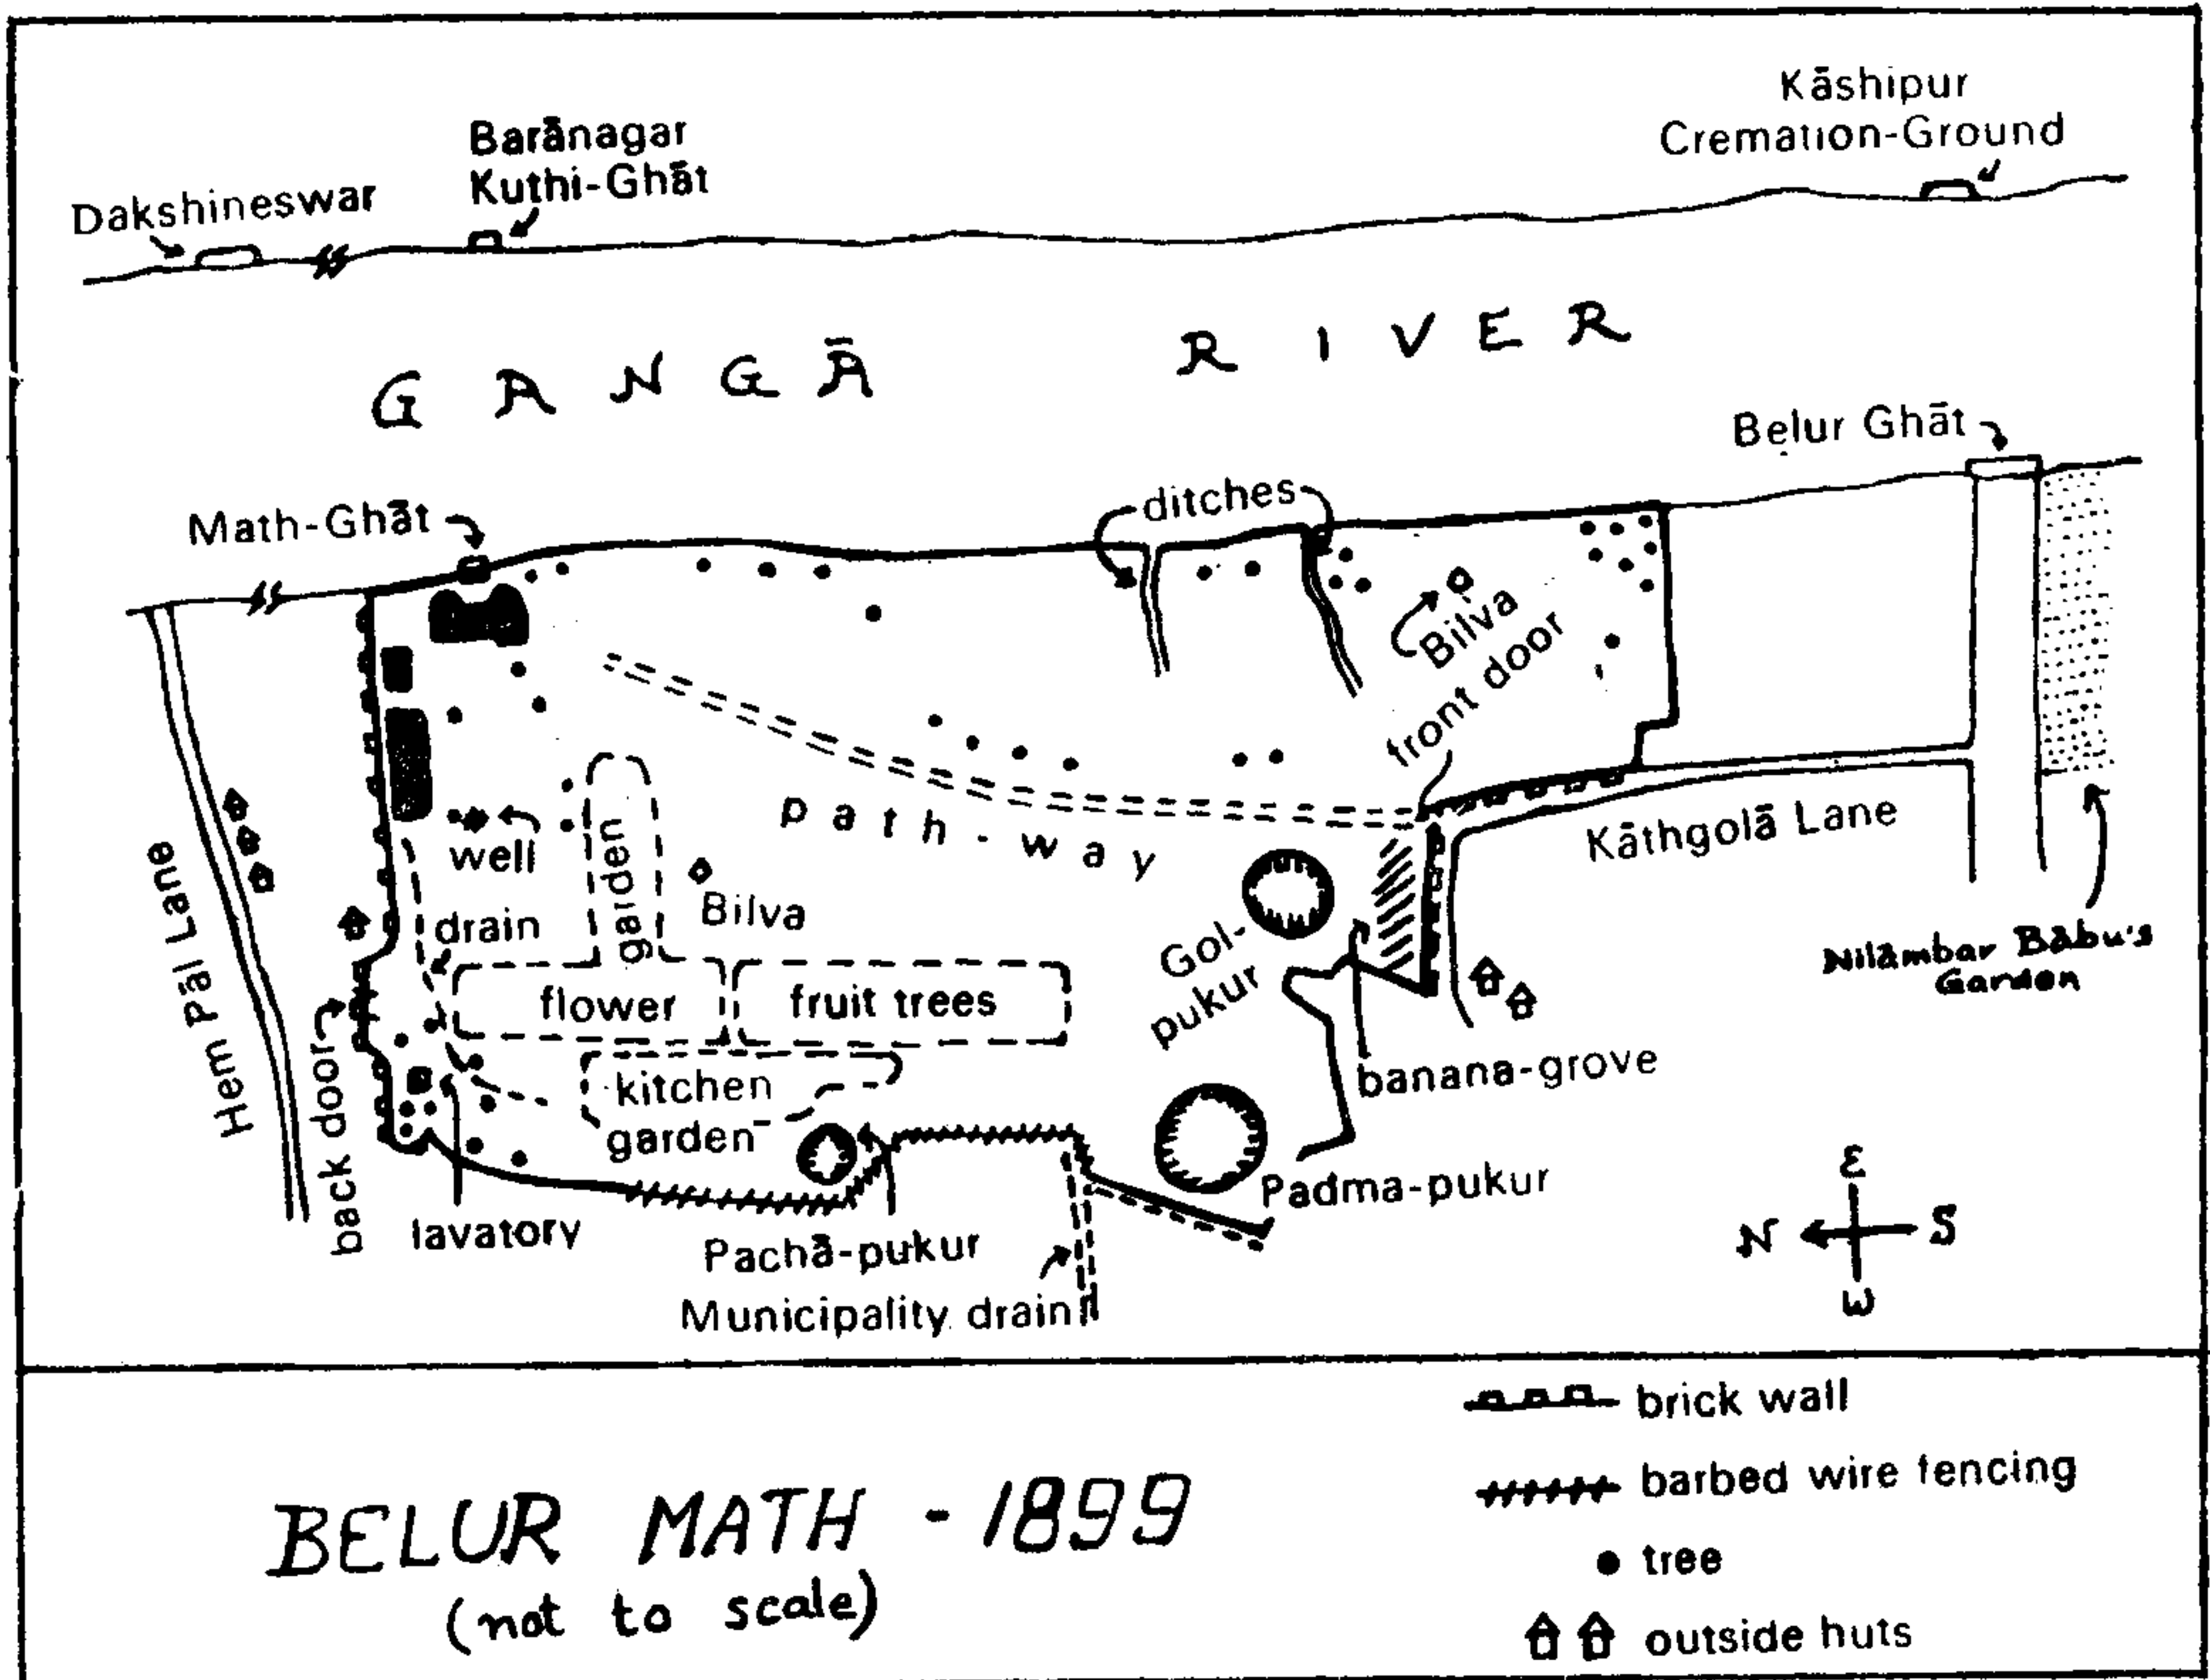 Kāshipur
Cremation-Ground
Barānagar
Kuthi-Ghāt
Dakshineswar
GANGĀ RIVER
Belur Ghāt
Math-Ghāt
ditches
Bilva
front door
path-way
Kāthgolā Lane
well
garden
Bilva
drain
Hem Pāl Lane
Gol-
pukur
Nilāmbar Bābu's
Garden
flower
fruit trees
back door
kitchen
garden
banana-grove
Padma-pukur
lavatory
Pachā-pukur
Municipality drain
E
N S
W
BELUR MATH - 1899
(not to scale)
brick wall
barbed wire fencing
tree
outside huts